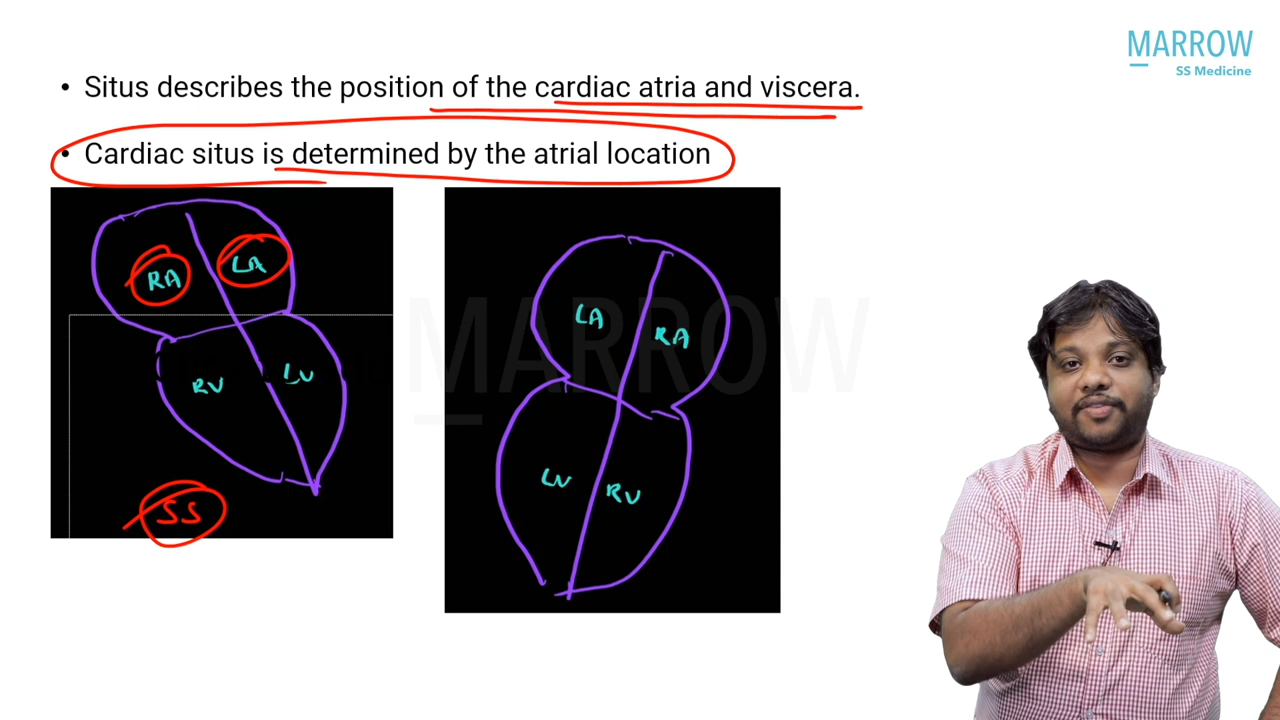 MARROW
SS Medicine
• Situs describes the position of the cardiac atria and viscera.
• Cardiac situs is determined by the atrial location
RA LA
RV LV
SS
LA RA
LV RV
MARROW